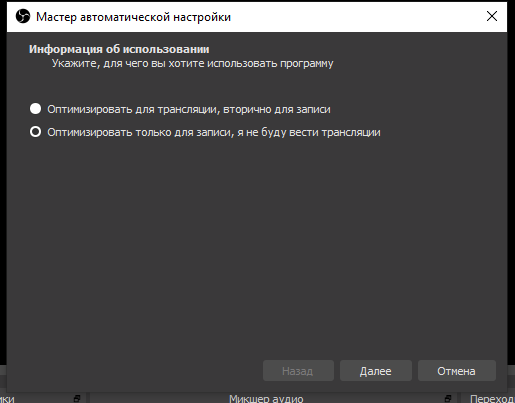 Мастер автоматической настройки
Информация об использовании
Укажите, для чего вы хотите использовать программу
Оптимизировать для трансляции, вторично для записи
Оптимизировать только для записи, я не буду вести трансляции
Назад Далее Отмена
ики Микшер аудио Переход